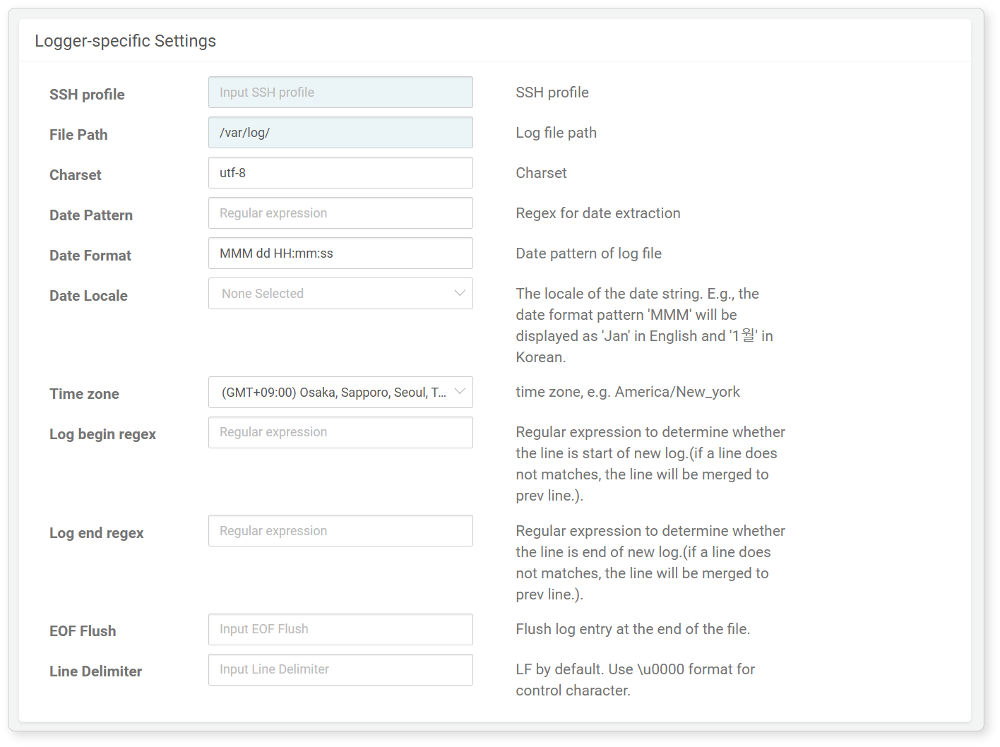 Logger-specific Settings
SSH profile
Input SSH profile
SSH profile
File Path
/var/log/
Log file path
Charset
utf-8
Charset
Date Pattern
Regular expression
Regex for date extraction
Date Format
MMM dd HH:mm:ss
Date pattern of log file
Date Locale
None Selected
The locale of the date string. E.g., the
date format pattern 'MMM' will be
displayed as 'Jan' in English and '1월' in
Korean.
Time zone
(GMT+09:00) Osaka, Sapporo, Seoul, T...
time zone, e.g. America/New_york
Log begin regex
Regular expression
Regular expression to determine whether
the line is start of new log.(if a line does
not matches, the line will be merged to
prev line.).
Log end regex
Regular expression
Regular expression to determine whether
the line is end of new log.(if a line does
not matches, the line will be merged to
prev line.).
EOF Flush
Input EOF Flush
Flush log entry at the end of the file.
Line Delimiter
Input Line Delimiter
LF by default. Use \u0000 format for
control character.